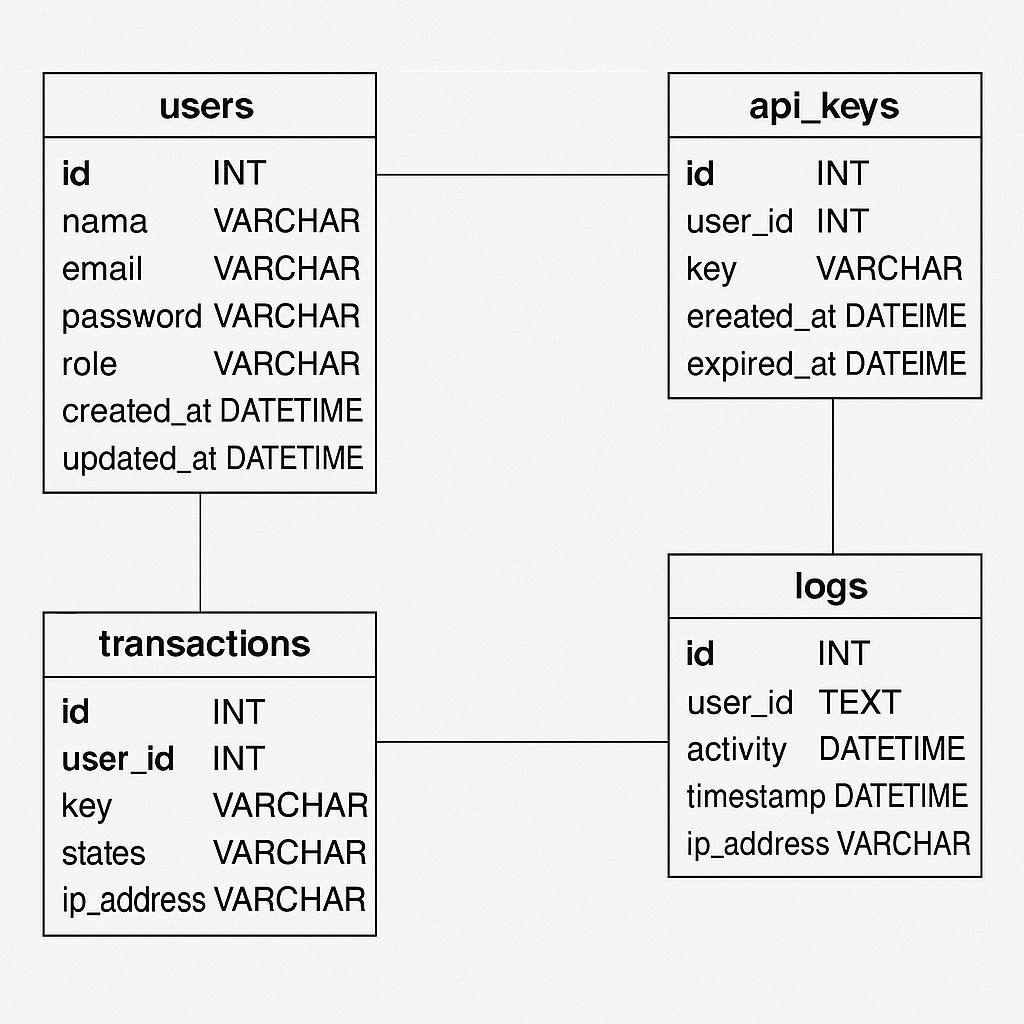 users
id INT
nama VARCHAR
email VARCHAR
password VARCHAR
role VARCHAR
created_at DATETIME
updated_at DATETIME
api_keys
id INT
user_id INT
key VARCHAR
ereated_at DATEIME
expired_at DATEIME
transactions
id INT
user_id INT
key VARCHAR
states VARCHAR
ip_address VARCHAR
logs
id INT
user_id TEXT
activity DATETIME
timestamp DATETIME
ip_address VARCHAR